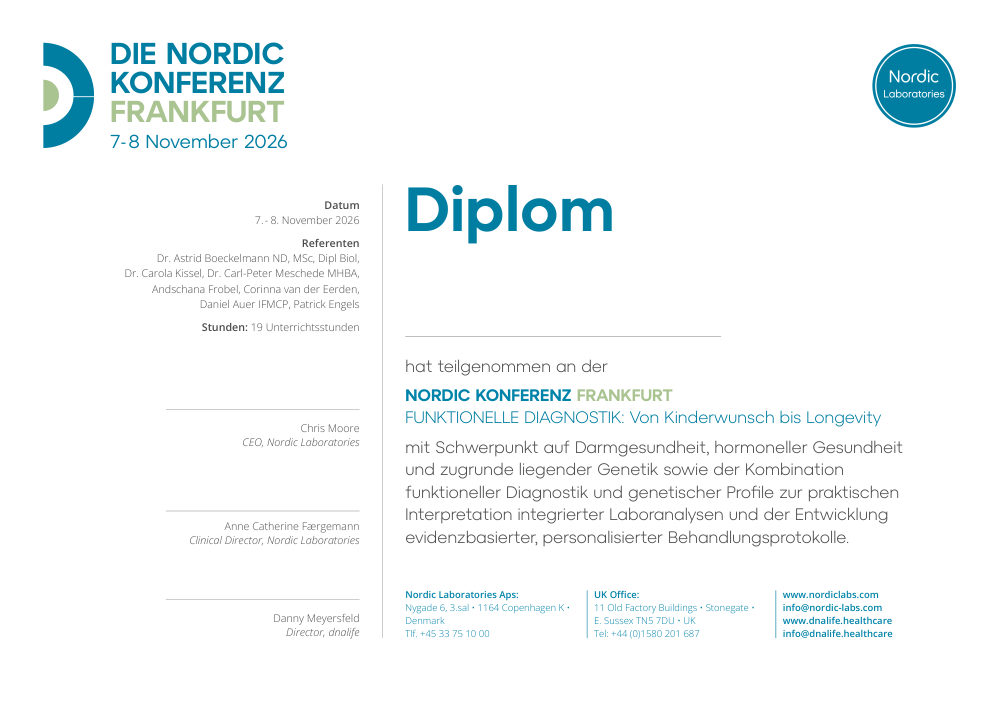 DIE NORDIC
KONFERENZ
FRANKFURT
7-8 November 2026
Nordic
Laboratories
Datum
7.- 8. November 2026
Referenten
Dr. Astrid Boeckelmann ND, MSc, Dipl Biol,
Dr. Carola Kissel, Dr. Carl-Peter Meschede MHBA,
Andschana Frobel, Corinna van der Eerden,
Daniel Auer IFMCP, Patrick Engels
Stunden: 19 Unterrichtsstunden
Chris Moore
CEO, Nordic Laboratories
Anne Catherine Færgemann
Clinical Director, Nordic Laboratories
Danny Meyersfeld
Director, dnalife
Diplom
hat teilgenommen an der
NORDIC KONFERENZ FRANKFURT
FUNKTIONELLE DIAGNOSTIK: Von Kinderwunsch bis Longevity
mit Schwerpunkt auf Darmgesundheit, hormoneller Gesundheit
und zugrunde liegender Genetik sowie der Kombination
funktioneller Diagnostik und genetischer Profile zur praktischen
Interpretation integrierter Laboranalysen und der Entwicklung
evidenzbasierter, personalisierter Behandlungsprotokolle.
Nordic Laboratories Aps:
Nygade 6, 3.sal • 1164 Copenhagen K •
Denmark
Tlf. +45 33 75 10 00
UK Office:
11 Old Factory Buildings • Stonegate •
E. Sussex TN5 7DU • UK
Tel: +44 (0)1580 201 687
www.nordiclabs.com
info@nordic-labs.com
www.dnalife.healthcare
info@dnalife.healthcare